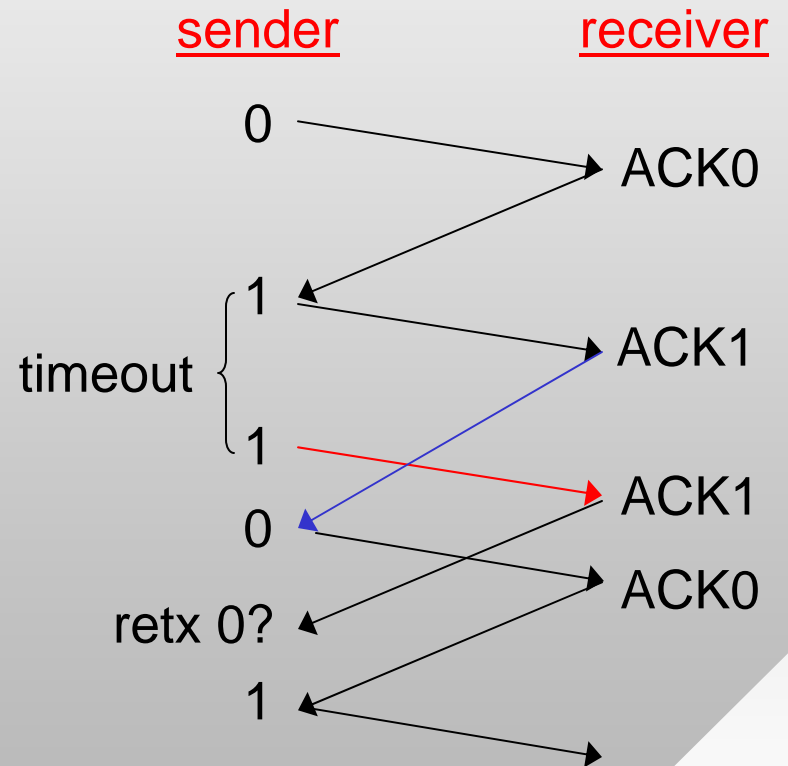 sender receiver
0
ACK0
1
ACK1
timeout
1
ACK1
0
ACK0
retx 0?
1